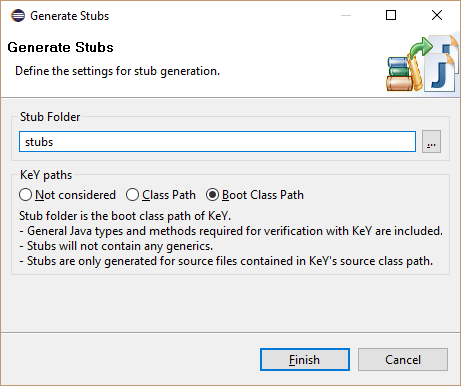 Generate Stubs
Generate Stubs
Define the settings for stub generation.
Stub Folder
stubs
...
KeY paths
Not considered Class Path Boot Class Path
Stub folder is the boot class path of KeY.
- General Java types and methods required for verification with KeY are included.
- Stubs will not contain any generics.
- Stubs are only generated for source files contained in KeY's source class path.
Finish Cancel